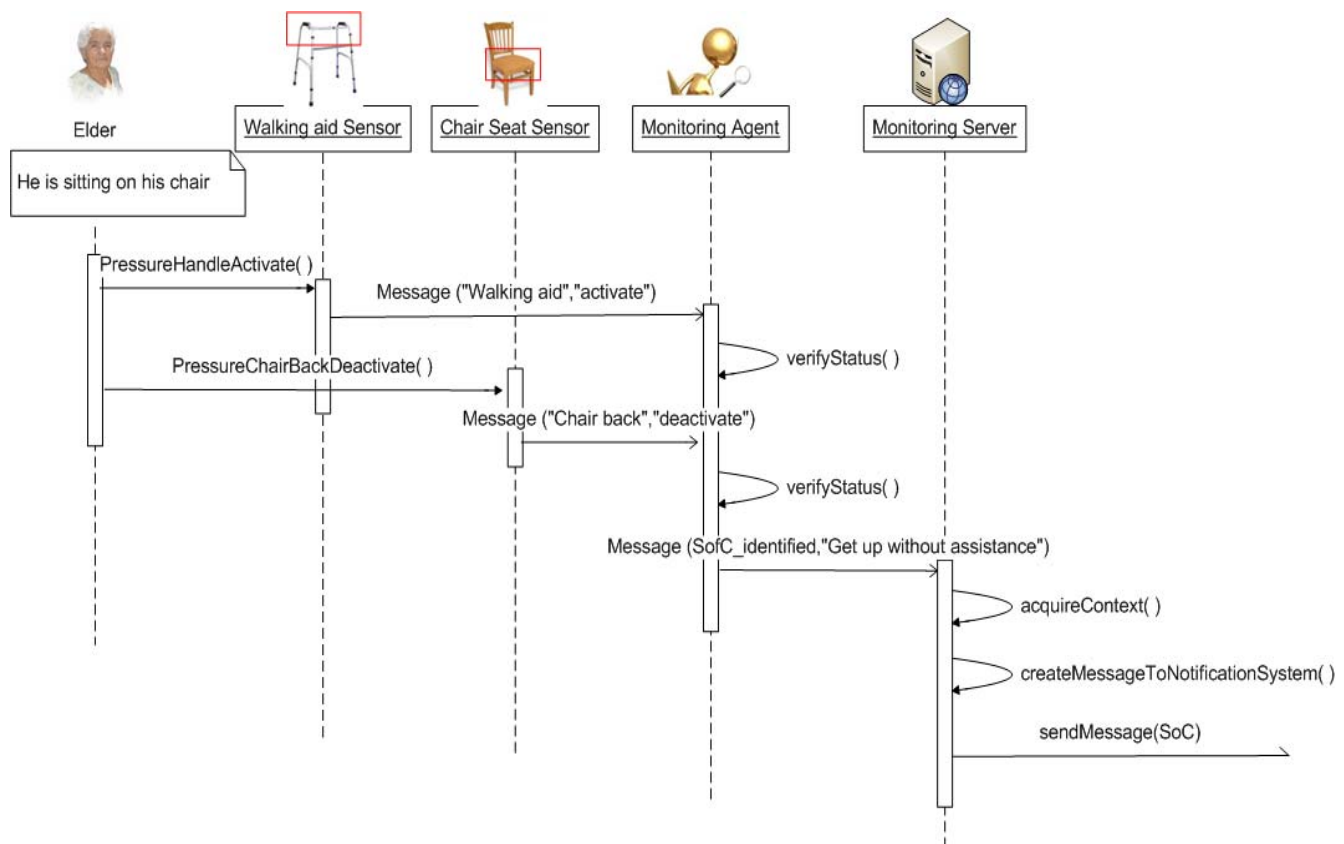 Elder
Walking aid Sensor
Chair Seat Sensor
Monitoring Agent
Monitoring Server
He is sitting on his chair
PressureHandleActivate( )
Message ("Walking aid","activate")
verifyStatus( )
PressureChairBackDeactivate( )
Message ("Chair back","deactivate")
verifyStatus( )
Message (SofC_identified,"Get up without assistance")
acquireContext( )
createMessageToNotificationSystem( )
sendMessage(SoC)